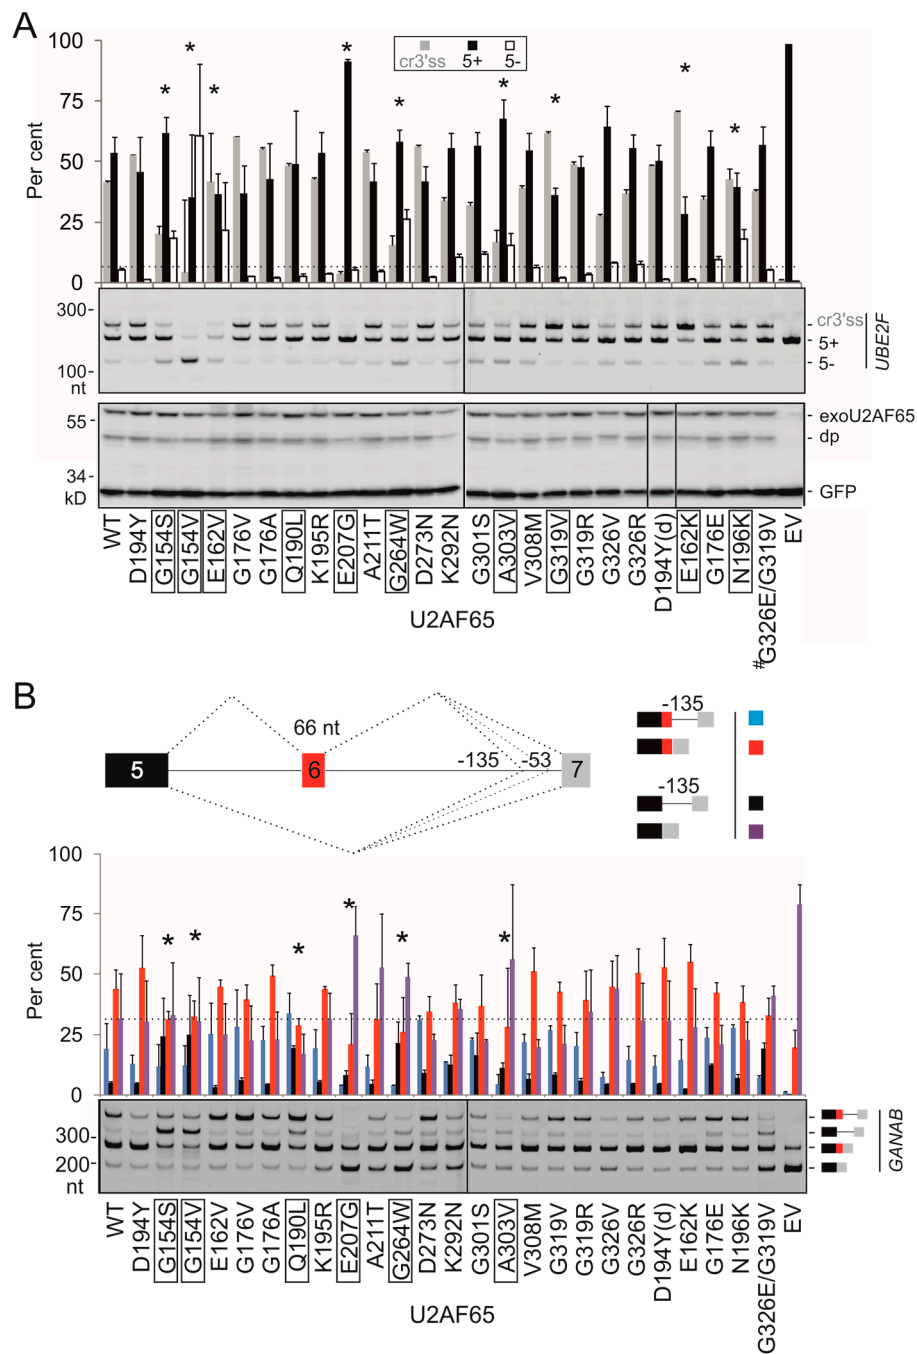 A
Per cent
100
75
50
25
0
cr3'ss 5+ 5-
* * * * * * * * * *
300-
100-
nt
cr3'ss
5+
5-
UBE2F
55 -
34 -
kD
exoU2AF65
dp
GFP
WT D194Y G154S G154V E162V G176V G176A Q190L K195R E207G A211T G264W D273N K292N G301S A303V V308M G319V G319R G326V G326R D194Y(d) E162K G176E N196K #G326E/G319V EV
U2AF65
B
66 nt
5 6 -135 -53 7
-135
-135
Per cent
100
75
50
25
0
* * * * * *
300-
200-
nt
GANAB
WT D194Y G154S G154V E162V G176V G176A Q190L K195R E207G A211T G264W D273N K292N G301S A303V V308M G319V G319R G326V G326R D194Y(d) E162K G176E N196K G326E/G319V EV
U2AF65